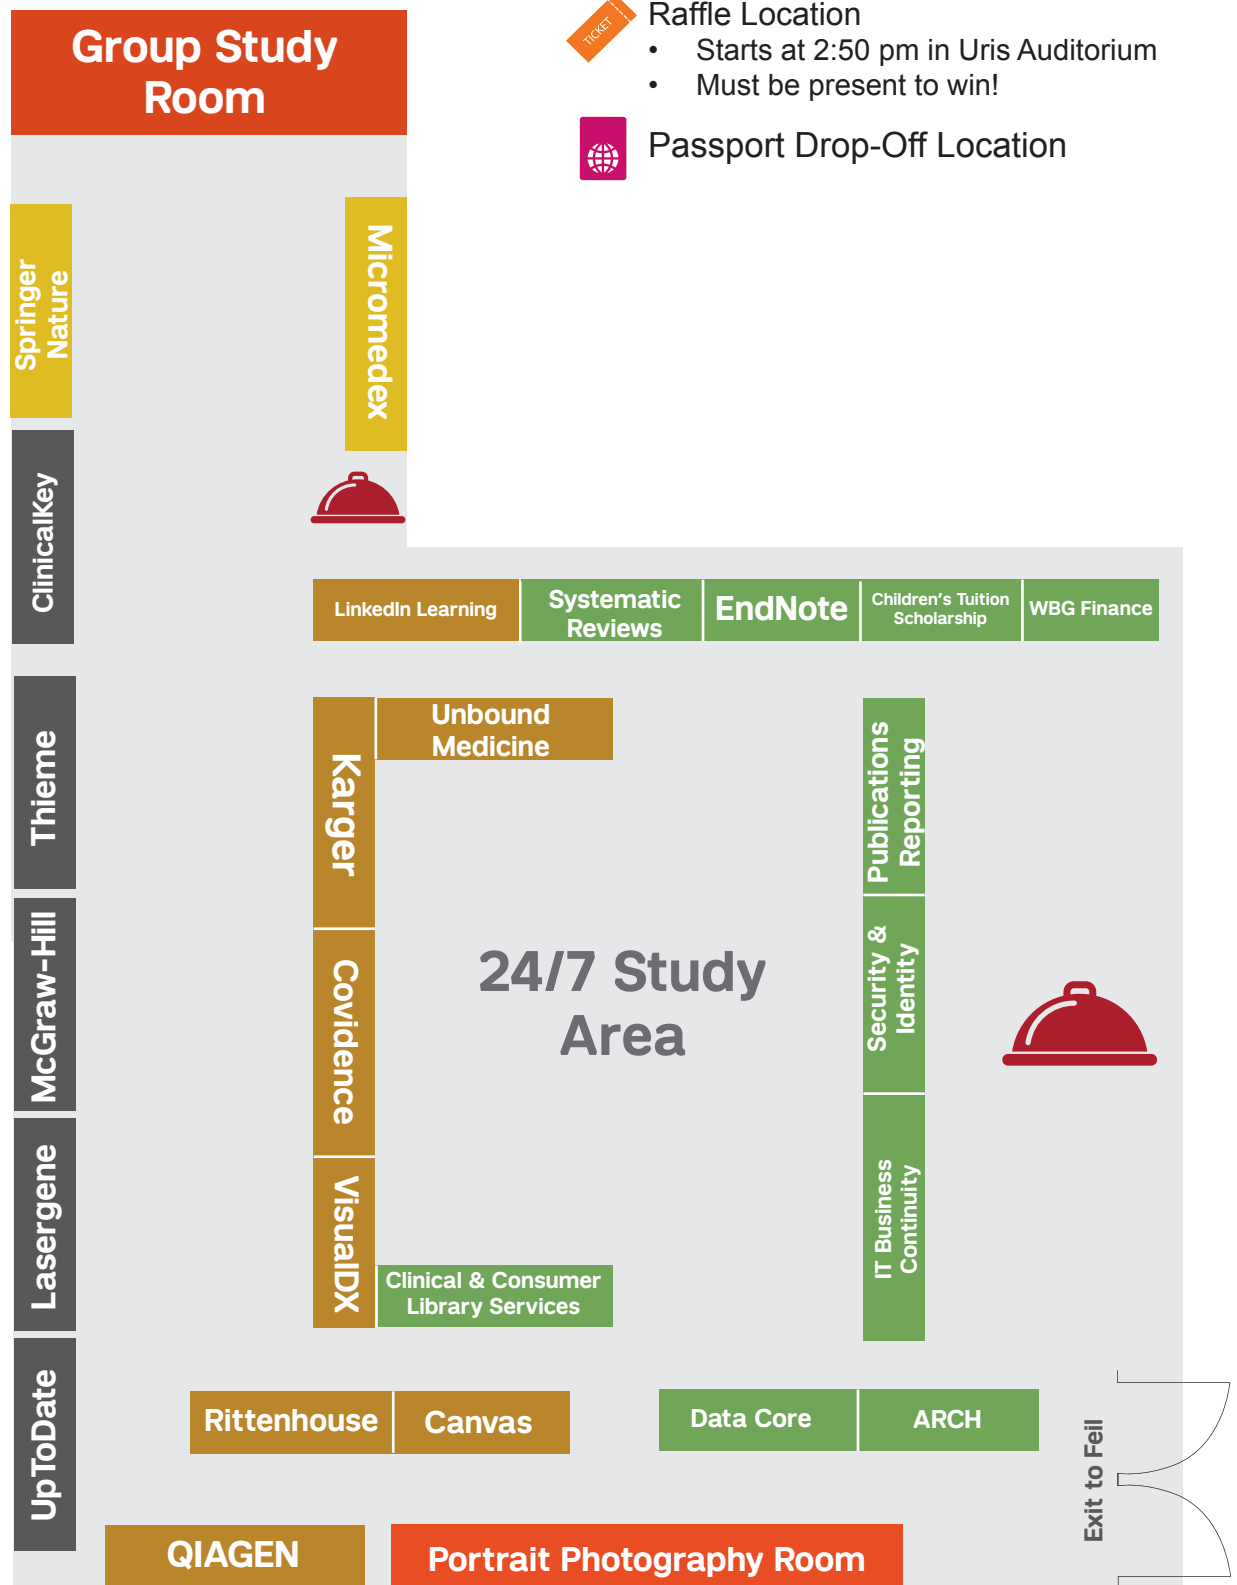 Group Study
Room
TICKET
Raffle Location
• Starts at 2:50 pm in Uris Auditorium
• Must be present to win!
Passport Drop-Off Location
Springer
Nature
Micromedex
ClinicalKey
LinkedIn Learning
Systematic
Reviews
EndNote
Children's Tuition
Scholarship
WBG Finance
Thieme
Karger
Unbound
Medicine
Publications
Reporting
McGraw-Hill
Covidence
24/7 Study
Area
Security &
Identity
Lasergene
VisualDX
Clinical & Consumer
Library Services
IT Business
Continuity
UpToDate
Rittenhouse
Canvas
Data Core
ARCH
Exit to Feil
QIAGEN
Portrait Photography Room